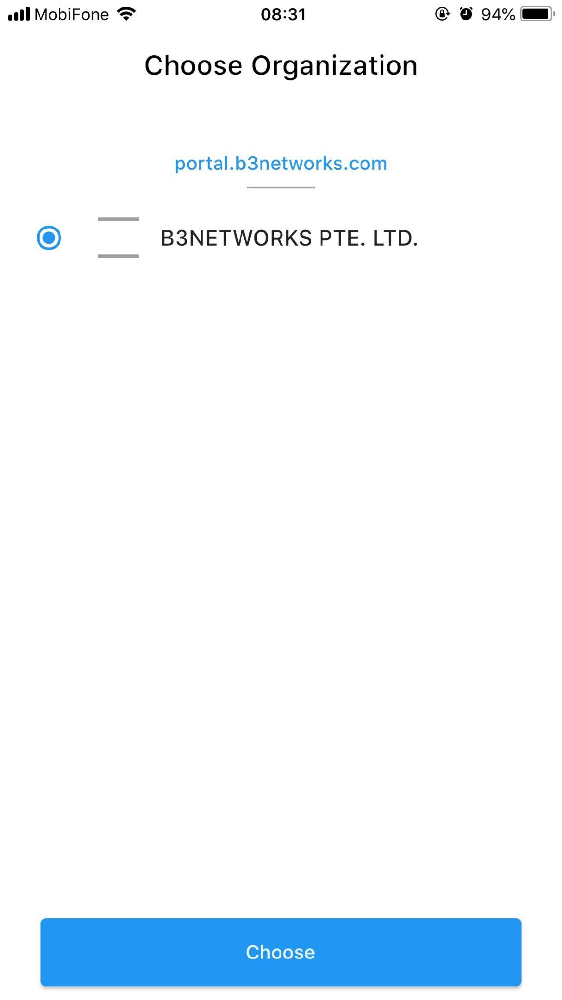 MobiFone 08:31 94%
Choose Organization
portal.b3networks.com
B3NETWORKS PTE. LTD.
Choose